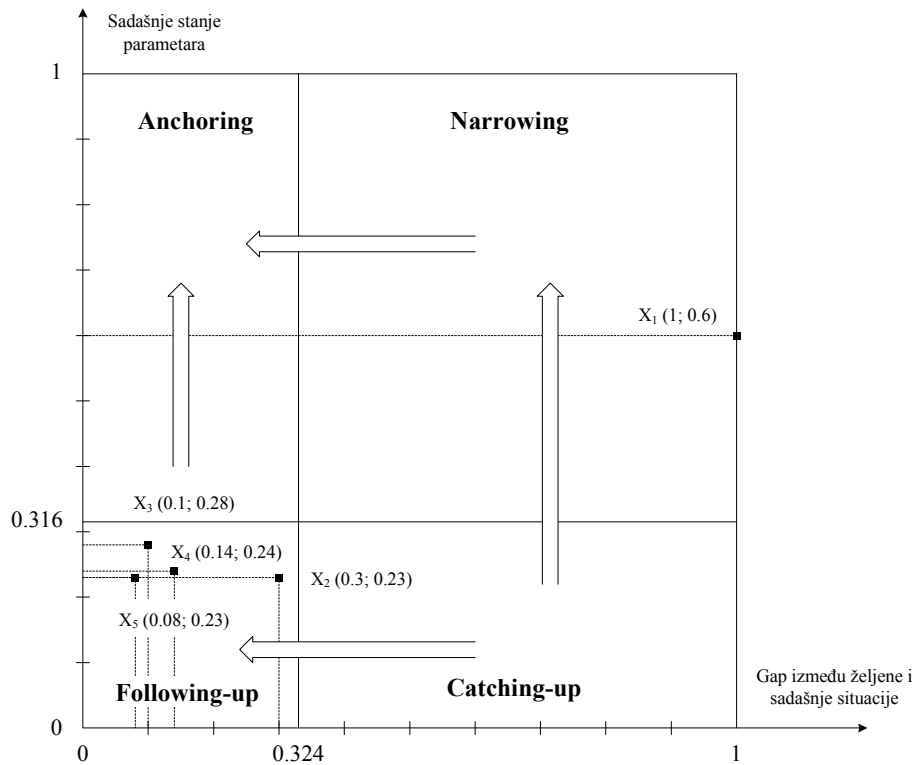 Sadašnje stanje
parametara
1
Anchoring
Narrowing
X₁ (1; 0.6)
X₃ (0.1; 0.28)
0.316
X₄ (0.14; 0.24)
X₂ (0.3; 0.23)
X₅ (0.08; 0.23)
Following-up
Catching-up
Gap između željene i
sadašnje situacije
0
0
0.324
1